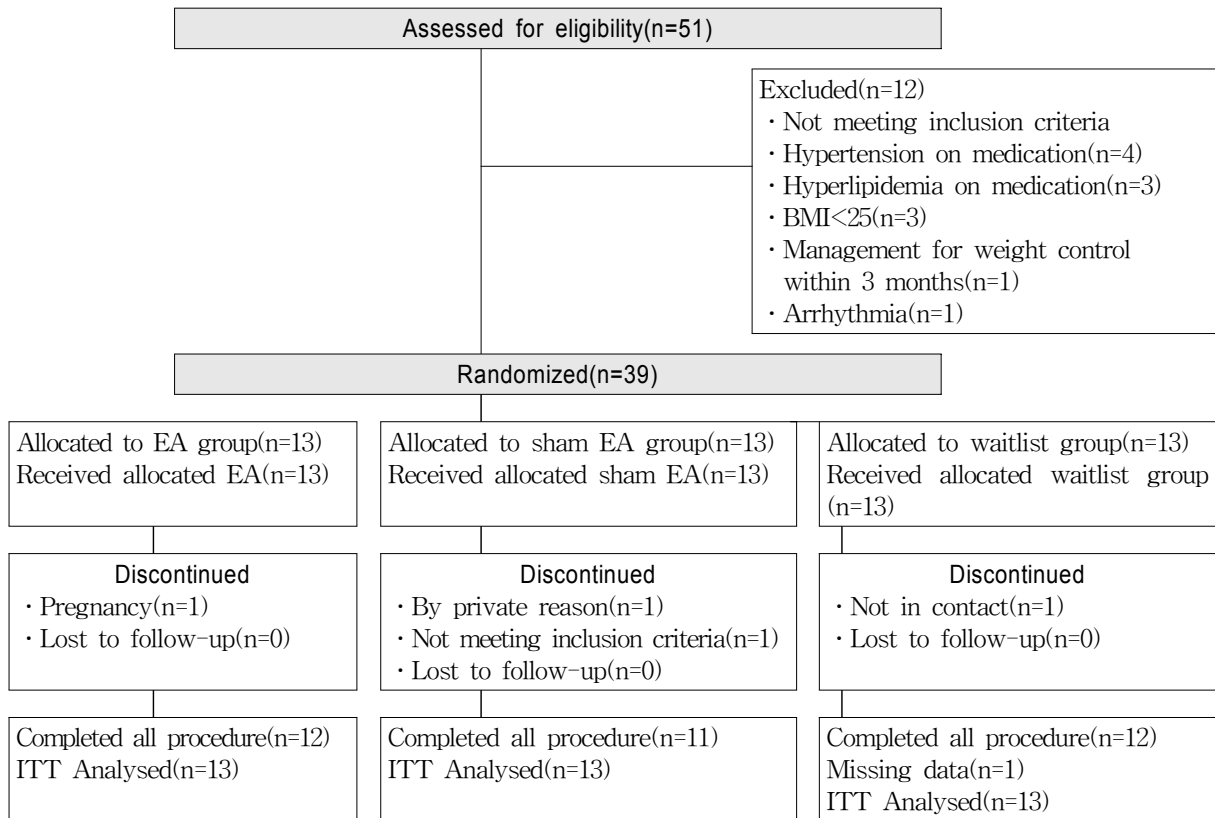 Assessed for eligibility(n=51)
Excluded(n=12)
· Not meeting inclusion criteria
· Hypertension on medication(n=4)
· Hyperlipidemia on medication(n=3)
· BMI<25(n=3)
· Management for weight control
within 3 months(n=1)
· Arrhythmia(n=1)
Randomized(n=39)
Allocated to EA group(n=13)
Received allocated EA(n=13)
Allocated to sham EA group(n=13)
Received allocated sham EA(n=13)
Allocated to waitlist group(n=13)
Received allocated waitlist group
(n=13)
Discontinued
· Pregnancy(n=1)
· Lost to follow-up(n=0)
Discontinued
· By private reason(n=1)
· Not meeting inclusion criteria(n=1)
· Lost to follow-up(n=0)
Discontinued
· Not in contact(n=1)
· Lost to follow-up(n=0)
Completed all procedure(n=12)
ITT Analysed(n=13)
Completed all procedure(n=11)
ITT Analysed(n=13)
Completed all procedure(n=12)
Missing data(n=1)
ITT Analysed(n=13)